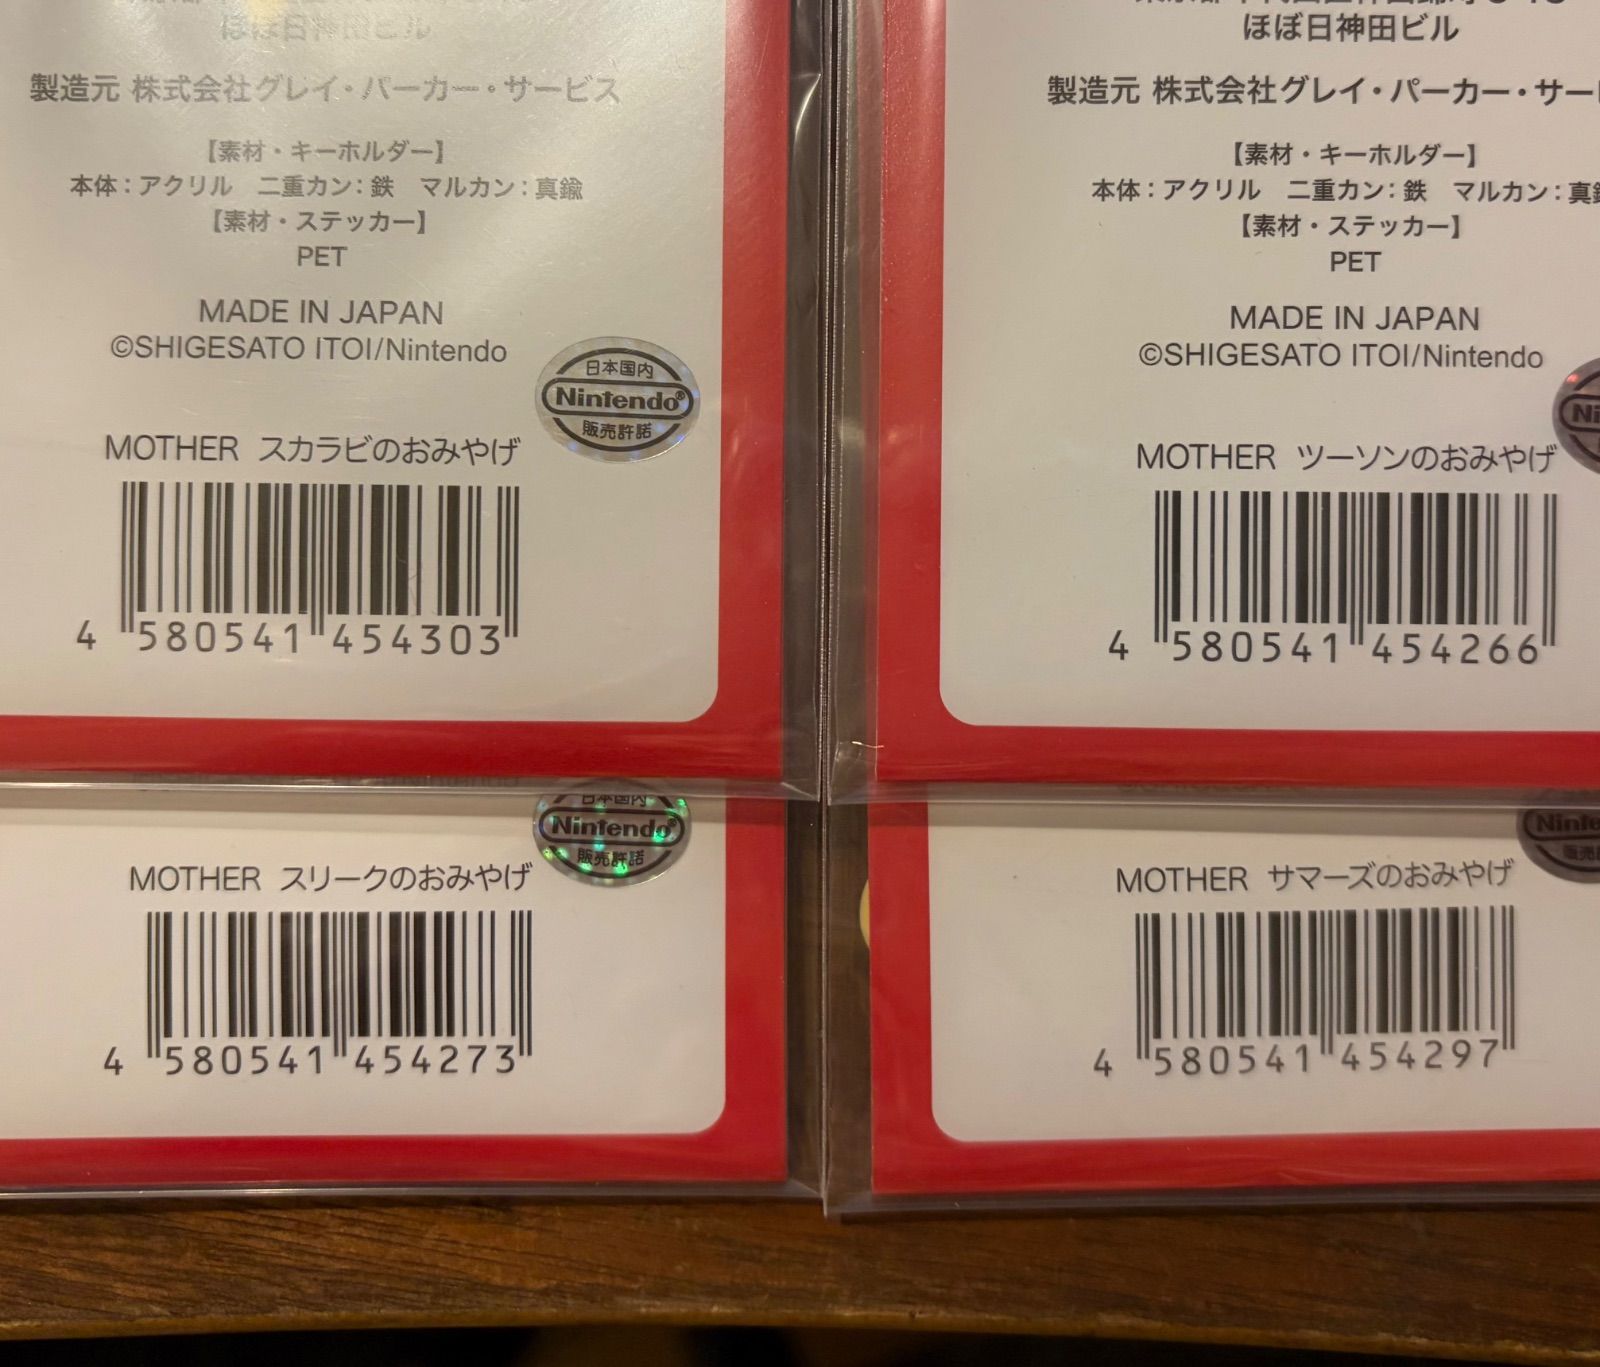 ほぼ日神田ビル
製造元 株式会社グレイ・パーカー・サービス
【素材・キーホルダー】
本体：アクリル　二重カン：鉄　マルカン：真鍮
【素材・ステッカー】
PET
MADE IN JAPAN
©SHIGESATO ITOI/Nintendo
日本国内
Nintendo®
販売許諾
MOTHER スカラビのおみやげ
4 580541 454303
ほぼ日神田ビル
製造元 株式会社グレイ・パーカー・サー
【素材・キーホルダー】
本体：アクリル　二重カン：鉄　マルカン：真
【素材・ステッカー】
PET
MADE IN JAPAN
©SHIGESATO ITOI/Nintendo
Ni
MOTHER ツーソンのおみやげ
4 580541 454266
日本国内
Nintendo®
販売許諾
MOTHER スリークのおみやげ
4 580541 454273
Ninte
販売
MOTHER サマーズのおみやげ
4 580541 454297